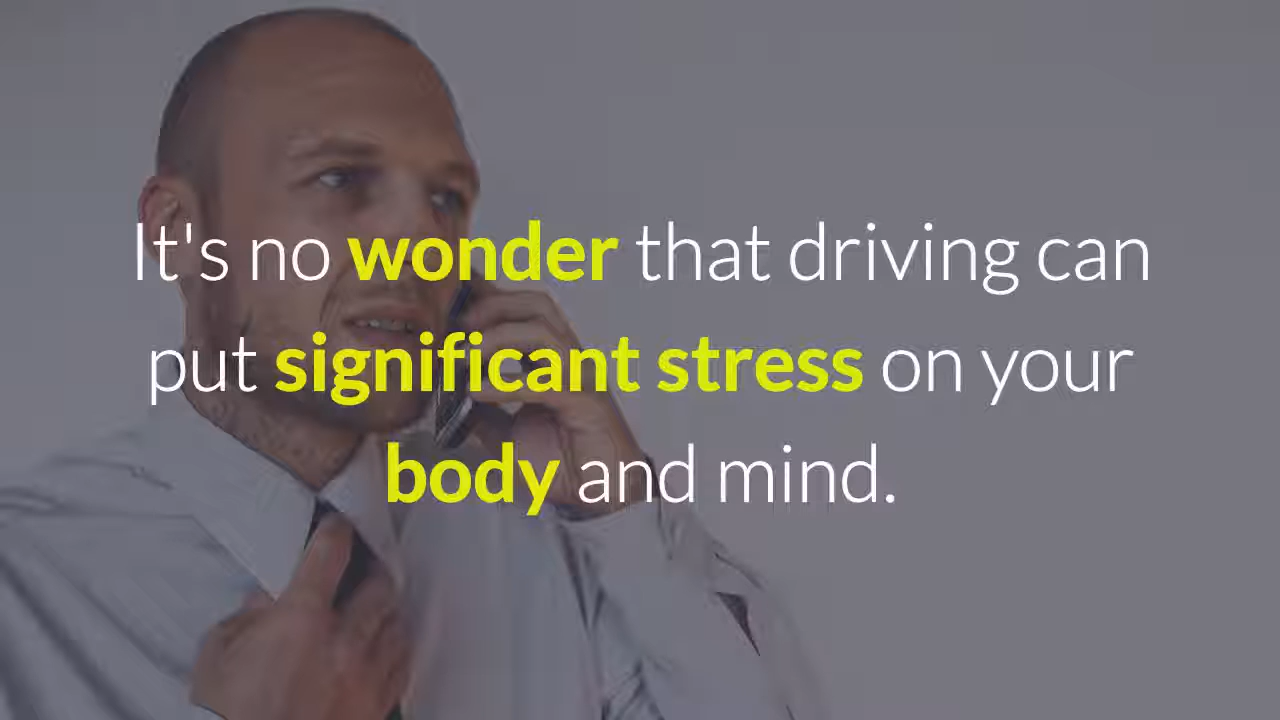 It's no wonder that driving can
put significant stress on your
body and mind.